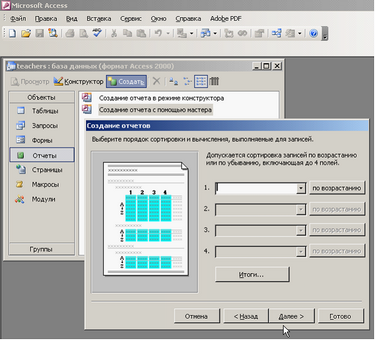 Microsoft Access
Файл Правка Вид Вставка Сервис Окно Справка Adobe PDF
teachers : база данных (формат Access 2000)
Просмотр Конструктор Создать
Объекты
Таблицы
Запросы
Формы
Отчеты
Страницы
Макросы
Модули
Группы
Создание отчета в режиме конструктора
Создание отчета с помощью мастера
Создание отчетов
Выберите порядок сортировки и вычисления, выполняемые для записей.
Допускается сортировка записей по возрастанию
или по убыванию, включающая до 4 полей.
1 2 3 4
1. по возрастанию
2. по возрастанию
3. по возрастанию
4. по возрастанию
Итоги...
Отмена < Назад Далее > Готово